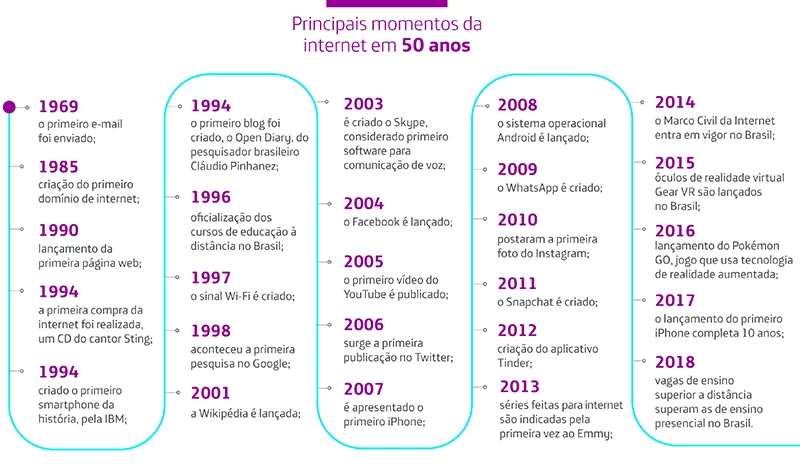 Principais momentos da
internet em 50 anos
1969
o primeiro e-mail
foi enviado;
1985
criação do primeiro
domínio de internet;
1990
lançamento da
primeira página web;
1994
a primeira compra da
internet foi realizada,
um CD do cantor Sting;
1994
criado o primeiro
smartphone da
história, pela IBM;
1994
o primeiro blog foi
criado, o Open Diary, do
pesquisador brasileiro
Cláudio Pinhanez;
1996
oficialização dos
cursos de educação à
distância no Brasil;
1997
o sinal Wi-Fi é criado;
1998
aconteceu a primeira
pesquisa no Google;
2001
a Wikipédia é lançada;
2003
é criado o Skype,
considerado primeiro
software para
comunicação de voz;
2004
o Facebook é lançado;
2005
o primeiro vídeo do
YouTube é publicado;
2006
surge a primeira
publicação no Twitter;
2007
é apresentado o
primeiro iPhone;
2008
o sistema operacional
Android é lançado;
2009
o WhatsApp é criado;
2010
postaram a primeira
foto do Instagram;
2011
o Snapchat é criado;
2012
criação do aplicativo
Tinder;
2013
séries feitas para internet
são indicadas pela
primeira vez ao Emmy;
2014
o Marco Civil da Internet
entra em vigor no Brasil;
2015
óculos de realidade virtual
Gear VR são lançados
no Brasil;
2016
lançamento do Pokémon
GO, jogo que usa tecnologia
de realidade aumentada;
2017
o lançamento do primeiro
iPhone completa 10 anos;
2018
vagas de ensino
superior a distância
superam as de ensino
presencial no Brasil.